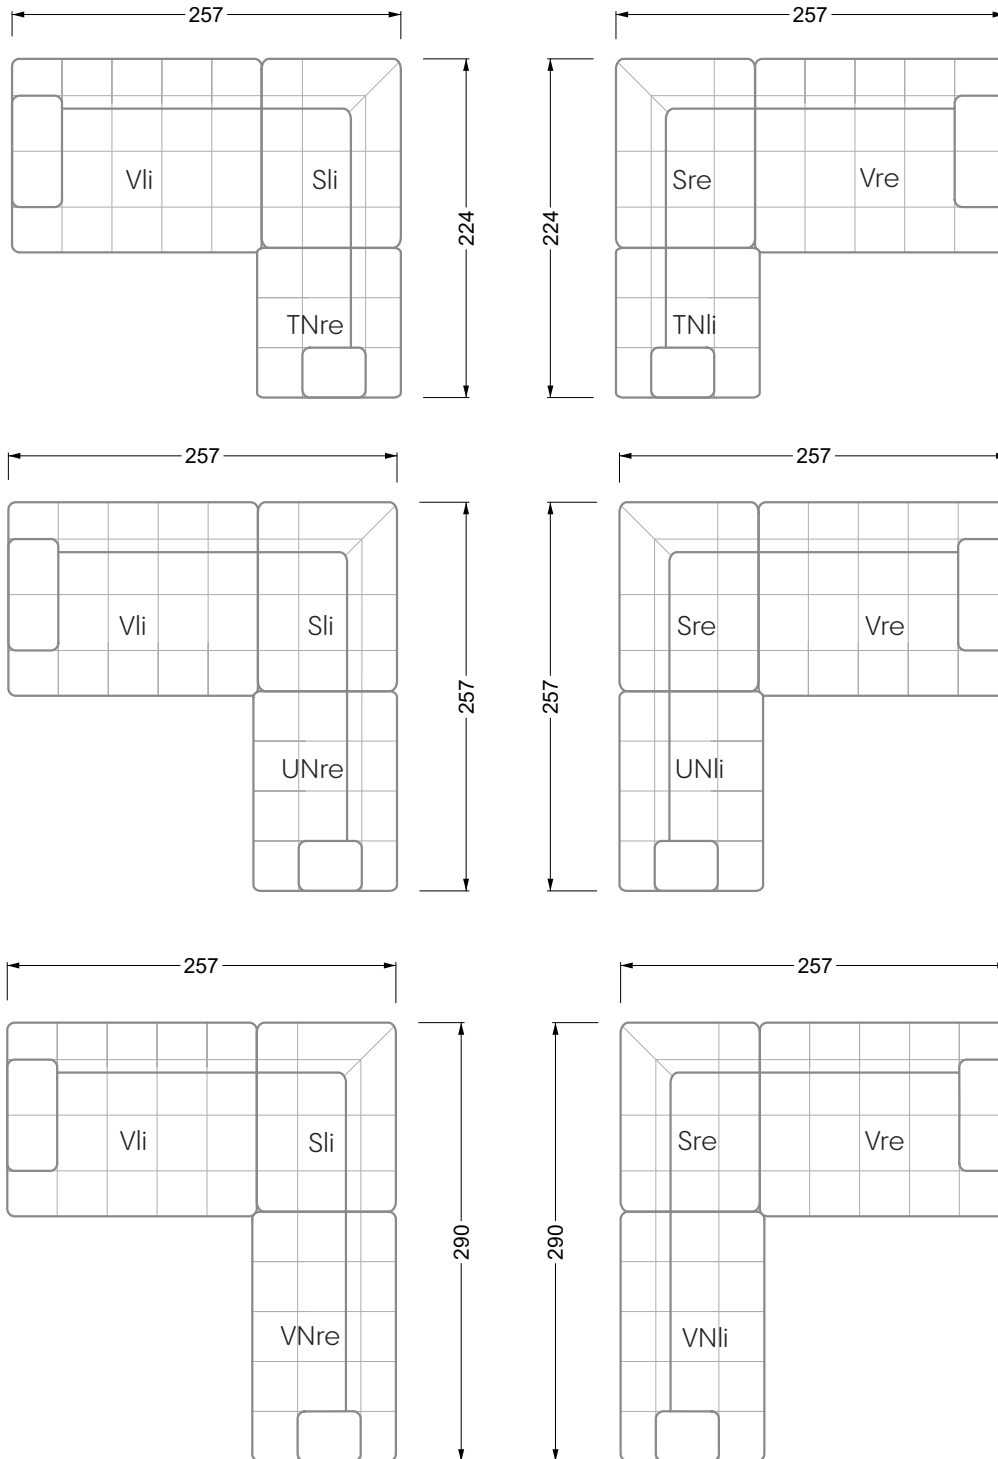 257 257
Vli Sli Sre Vre
224 224
TNre TNli
257 257
Vli Sli Sre Vre
257 257
UNre UNli
257 257
Vli Sli Sre Vre
290 290
VNre VNli